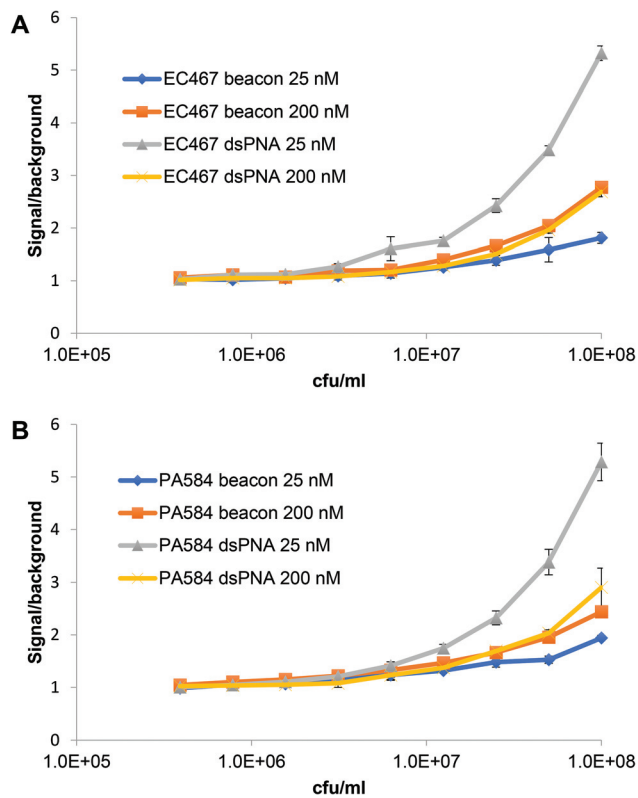 A
6
5
4
3
2
1
0
Signal/background
EC467 beacon 25 nM
EC467 beacon 200 nM
EC467 dsPNA 25 nM
EC467 dsPNA 200 nM
1.0E+05 1.0E+06 1.0E+07 1.0E+08
cfu/ml
B
6
5
4
3
2
1
0
Signal/background
PA584 beacon 25 nM
PA584 beacon 200 nM
PA584 dsPNA 25 nM
PA584 dsPNA 200 nM
1.0E+05 1.0E+06 1.0E+07 1.0E+08
cfu/ml